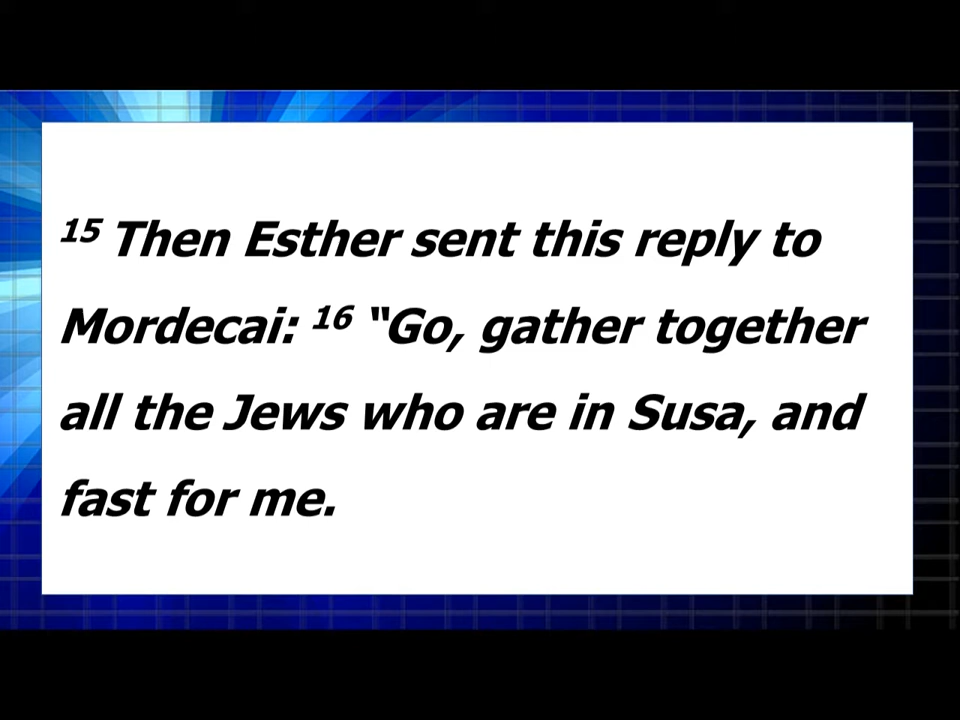 15 Then Esther sent this reply to
Mordecai: 16 “Go, gather together
all the Jews who are in Susa, and
fast for me.